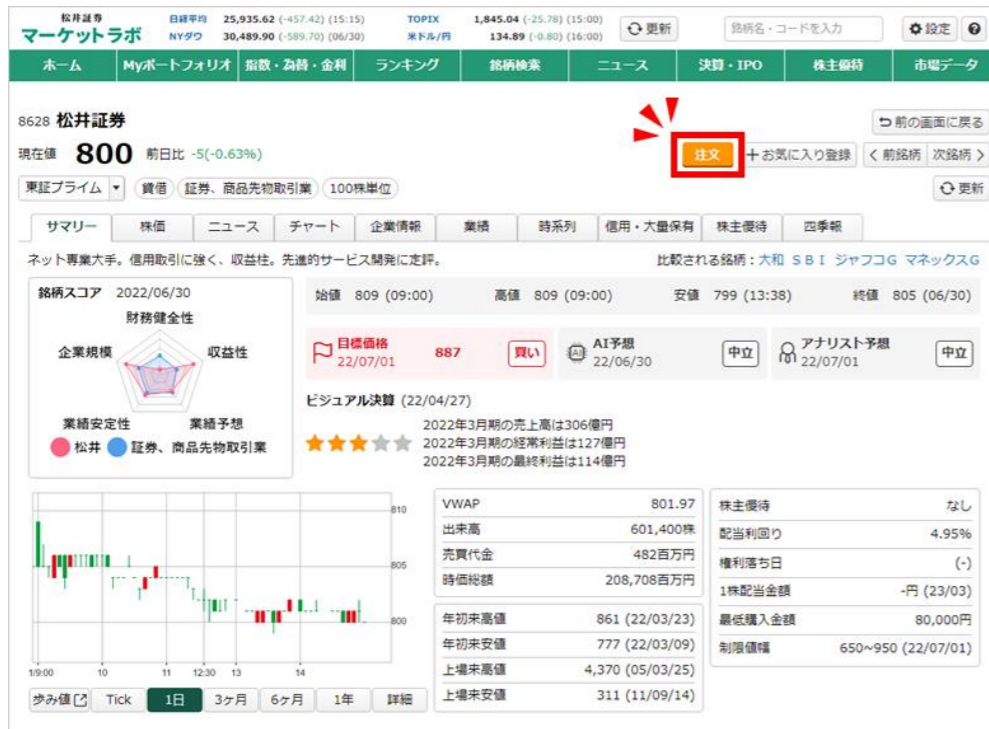 松井証券 日経平均 25,935.62 (-457.42) (15:15) TOPIX 1,845.04 (-25.78) (15:00) 更新 銘柄名・コードを入力 設定 ?
マーケットラボ NYダウ 30,489.90 (-589.70) (06/30) 米ドル/円 134.89 (-0.80) (16:00)
ホーム Myポートフォリオ 指数・為替・金利 ランキング 銘柄検索 ニュース 決算・IPO 株主優待 市場データ
8628 松井証券 前の画面に戻る
現在値 800 前日比 -5(-0.63%) 注文 +お気に入り登録 < 前銘柄 次銘柄 >
東証プライム 貸借 証券、商品先物取引業 100株単位 更新
サマリー 株価 ニュース チャート 企業情報 業績 時系列 信用・大量保有 株主優待 四季報
ネット専業大手。信用取引に強く、収益柱。先進的サービス開発に定評。 比較される銘柄：大和 ＳＢＩ ジャフコＧ マネックスＧ
銘柄スコア 2022/06/30
財務健全性
企業規模 収益性
業績安定性 業績予想
松井 証券、商品先物取引業
始値 809 (09:00) 高値 809 (09:00) 安値 799 (13:38) 終値 805 (06/30)
目標価格 22/07/01 887 買い
AI AI予想 22/06/30 中立
アナリスト予想 22/07/01 中立
ビジュアル決算 (22/04/27)
2022年3月期の売上高は306億円
2022年3月期の経常利益は127億円
2022年3月期の最終利益は114億円
810
805
800
1/9:00 10 11 12:30 13 14
歩み値 Tick 1日 3ヶ月 6ヶ月 1年 詳細
VWAP 801.97
出来高 601,400株
売買代金 482百万円
時価総額 208,708百万円
年初来高値 861 (22/03/23)
年初来安値 777 (22/03/09)
上場来高値 4,370 (05/03/25)
上場来安値 311 (11/09/14)
株主優待 なし
配当利回り 4.95%
権利落ち日 (-)
1株配当金額 -円 (23/03)
最低購入金額 80,000円
制限値幅 650~950 (22/07/01)